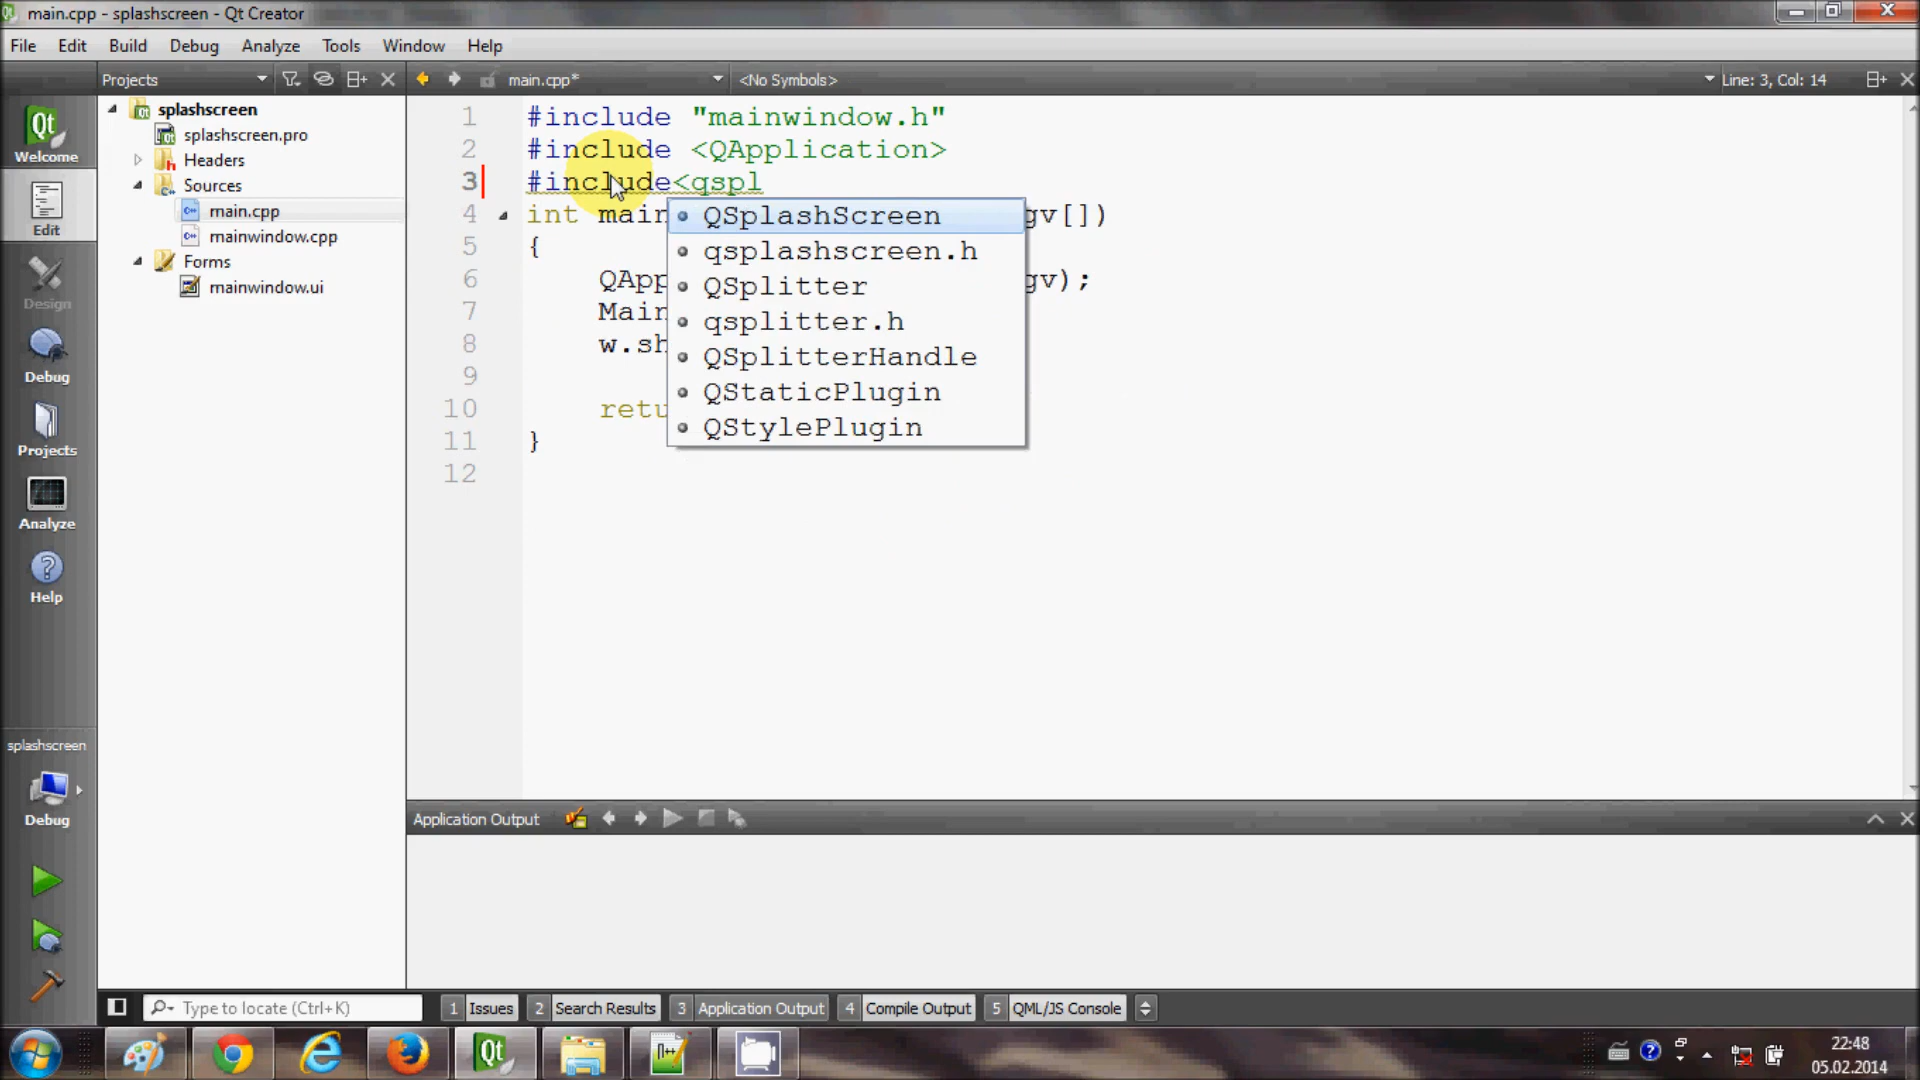 main.cpp - splashscreen - Qt Creator
File Edit Build Debug Analyze Tools Window Help
Projects main.cpp* <No Symbols> Line: 3, Col: 14
Qt
Welcome
Edit
Design
Debug
Projects
Analyze
Help
splashscreen
Debug
splashscreen
splashscreen.pro
Headers
Sources
main.cpp
mainwindow.cpp
Forms
mainwindow.ui
1 #include "mainwindow.h"
2 #include <QApplication>
3 #include<qspl
4 int main gv[])
5 {
6 QApp gv);
7 Main
8 w.sh
9
10 retu
11 }
12
QSplashScreen
qsplashscreen.h
QSplitter
qsplitter.h
QSplitterHandle
QStaticPlugin
QStylePlugin
Application Output
Type to locate (Ctrl+K) 1 Issues 2 Search Results 3 Application Output 4 Compile Output 5 QML/JS Console
22:48
05.02.2014